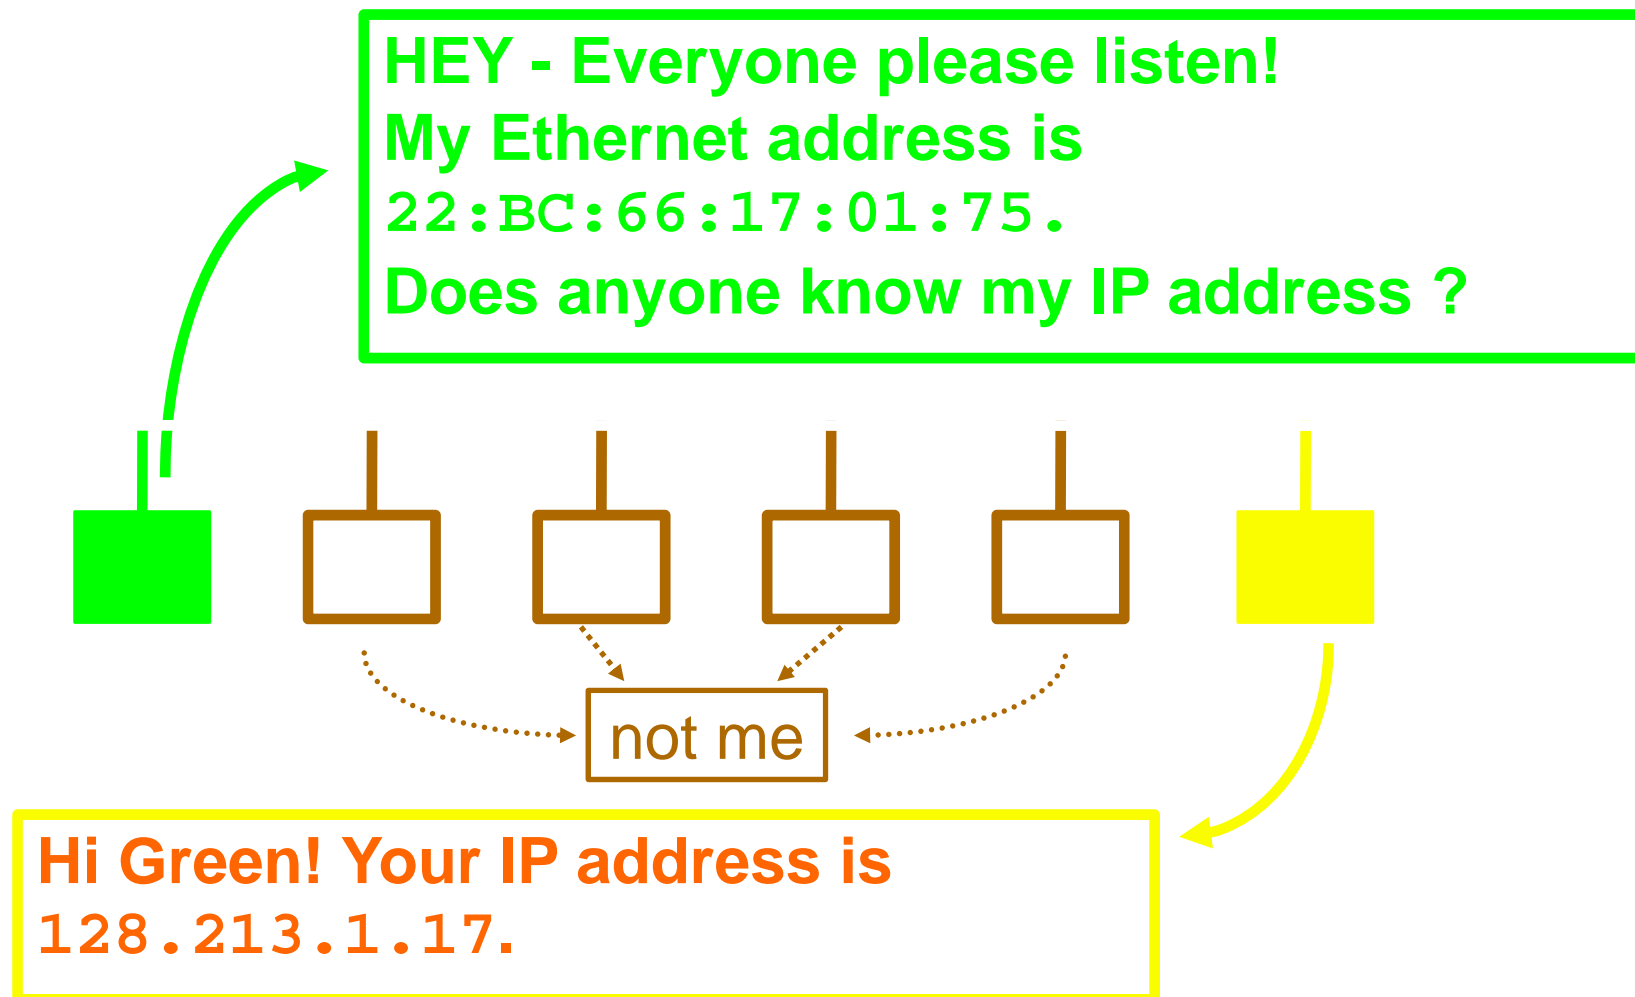 HEY - Everyone please listen!
My Ethernet address is
22:BC:66:17:01:75.
Does anyone know my IP address ?
not me
Hi Green! Your IP address is
128.213.1.17.